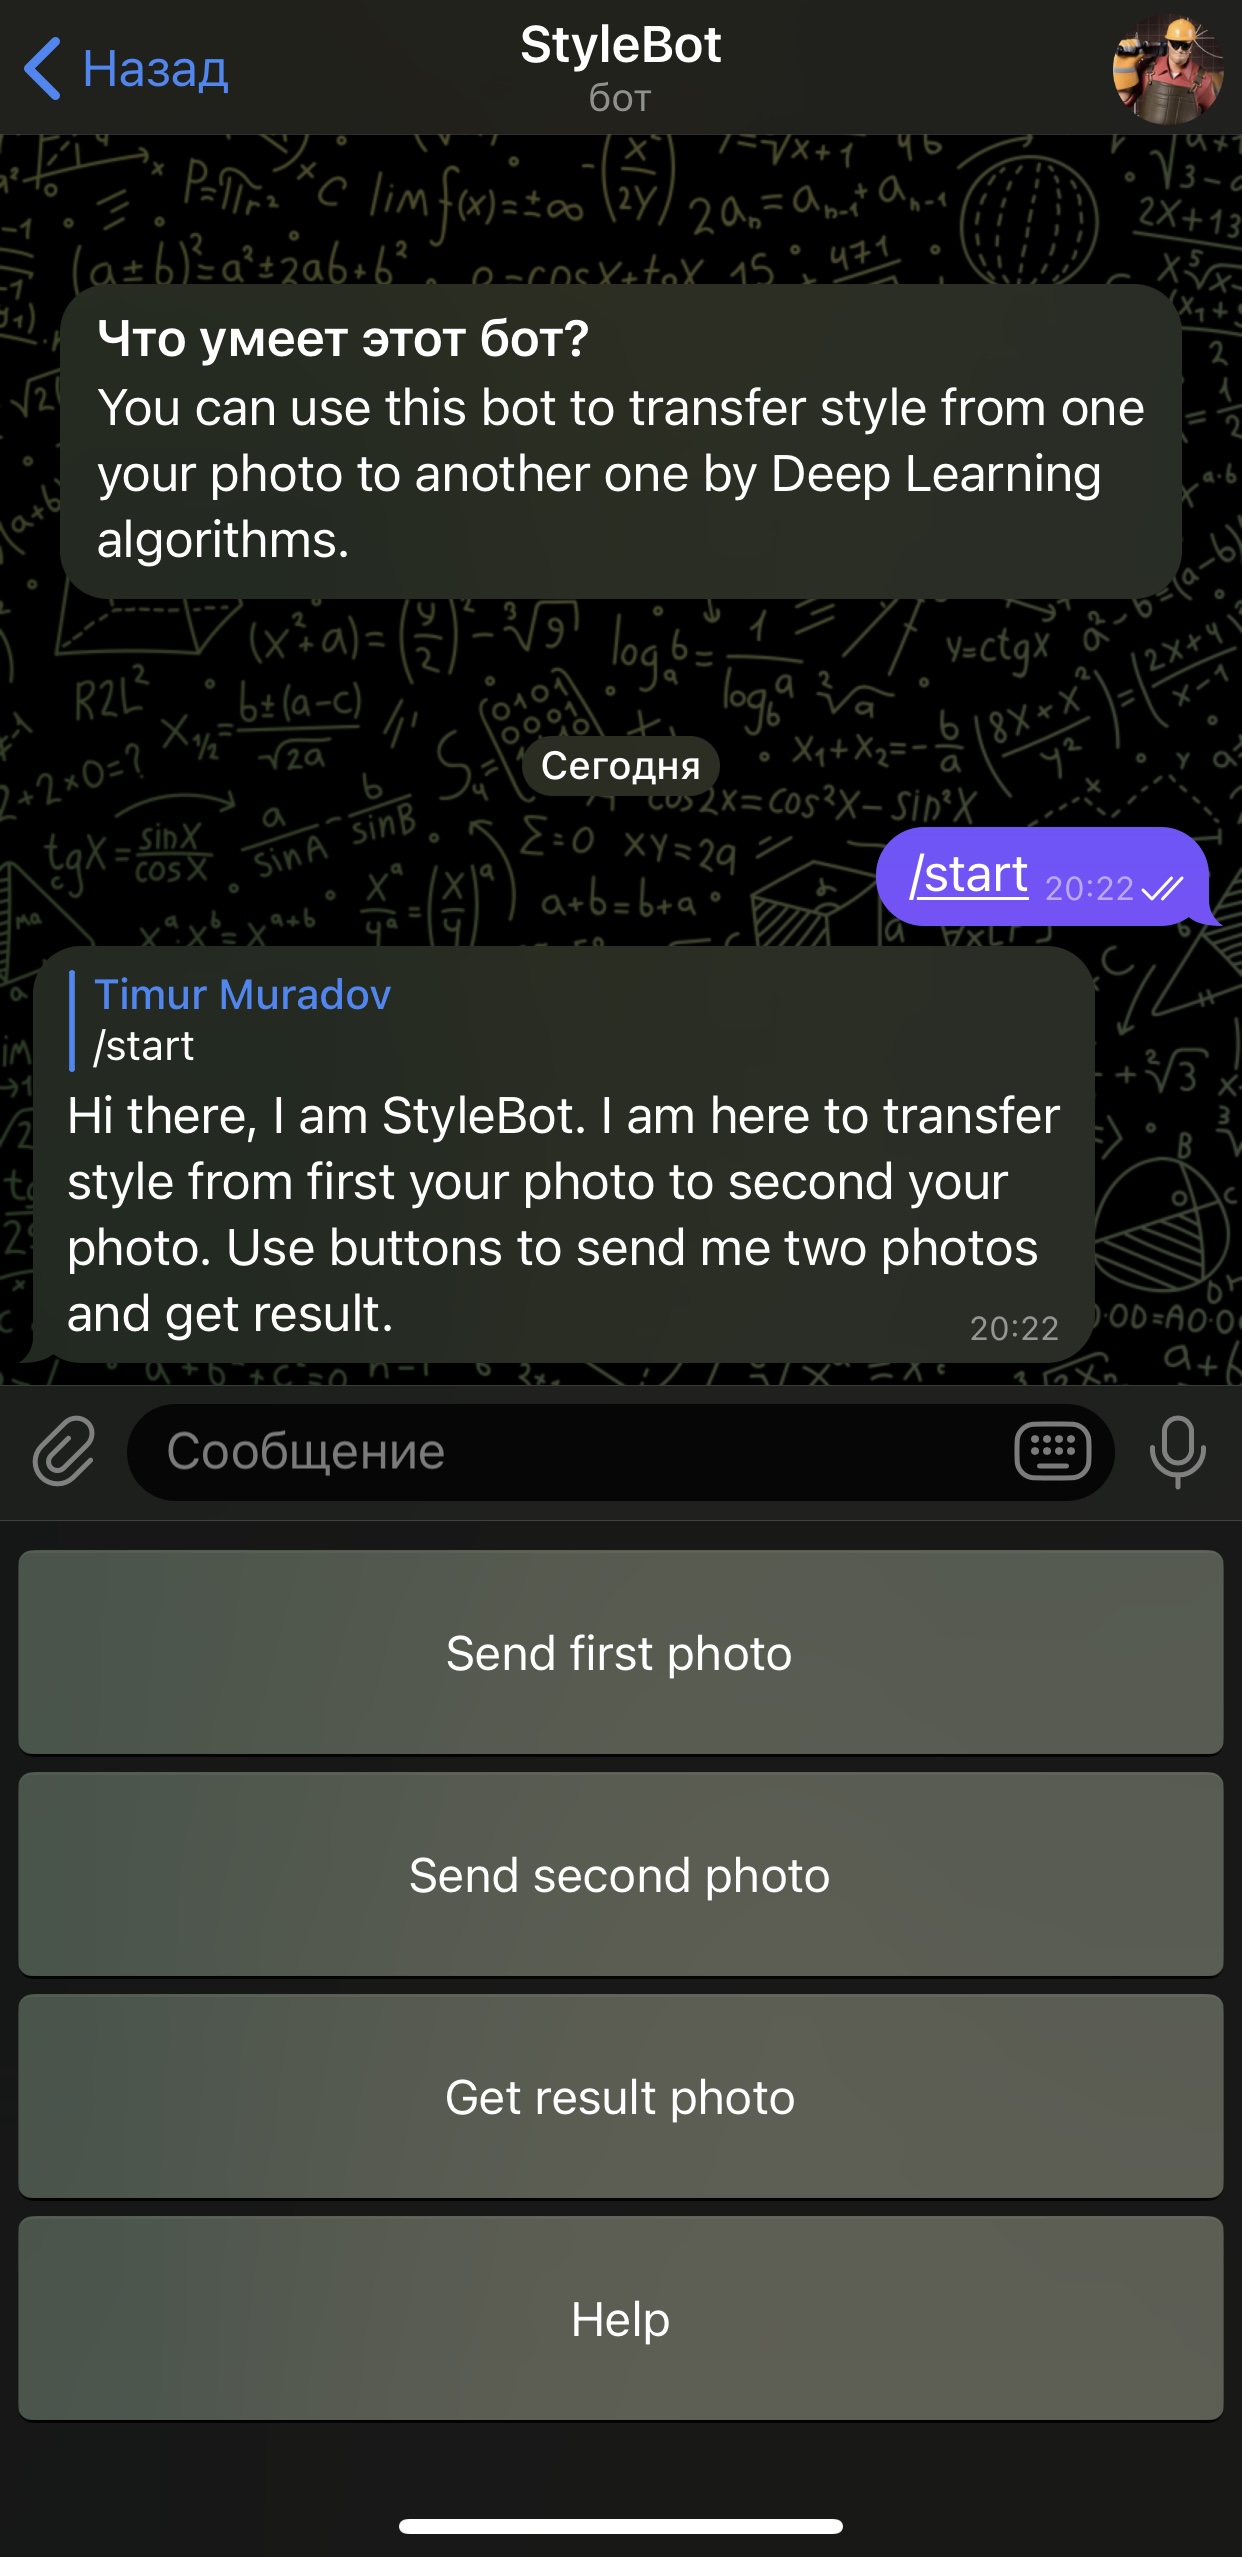 Назад
StyleBot
бот
Что умеет этот бот?
You can use this bot to transfer style from one
your photo to another one by Deep Learning
algorithms.
Сегодня
/start 20:22
Timur Muradov
/start
Hi there, I am StyleBot. I am here to transfer
style from first your photo to second your
photo. Use buttons to send me two photos
and get result.
20:22
Сообщение
Send first photo
Send second photo
Get result photo
Help